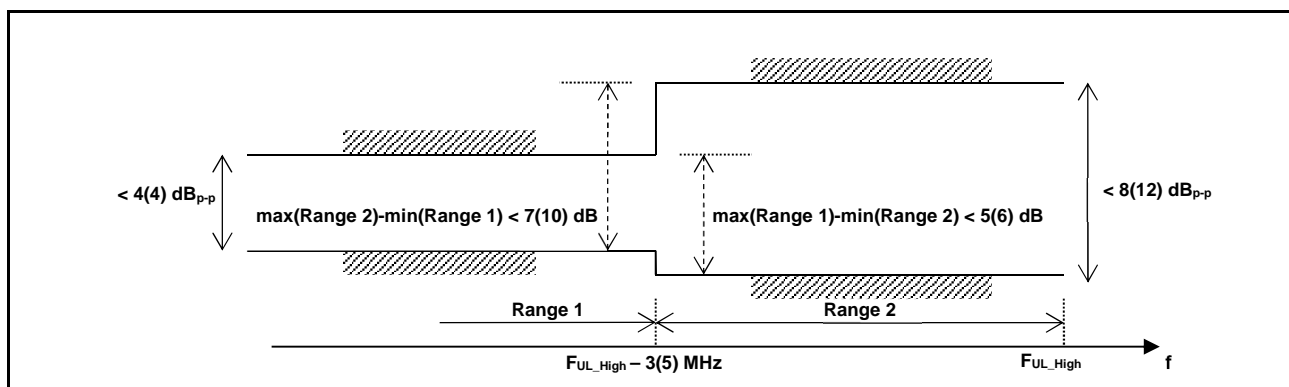 < 4(4) dBp-p
max(Range 2)-min(Range 1) < 7(10) dB
max(Range 1)-min(Range 2) < 5(6) dB
< 8(12) dBp-p
Range 1
Range 2
FUL_High – 3(5) MHz
FUL_High
f